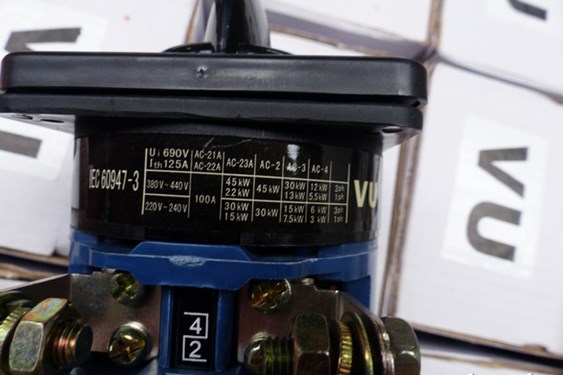 IEC 60947-3
Ui 690V AC-21A AC-23A AC-2 AC-3 AC-4
Ith 125A AC-22A
380V~440V 100A 45kW 45kW 30kW 12kW 3ph
22kW 13kW 5.5kW 1ph
220V~240V 30kW 30kW 15kW 6kW 3ph
15kW 7.5kW 3kW 1ph
VU
4
2
VU
VU